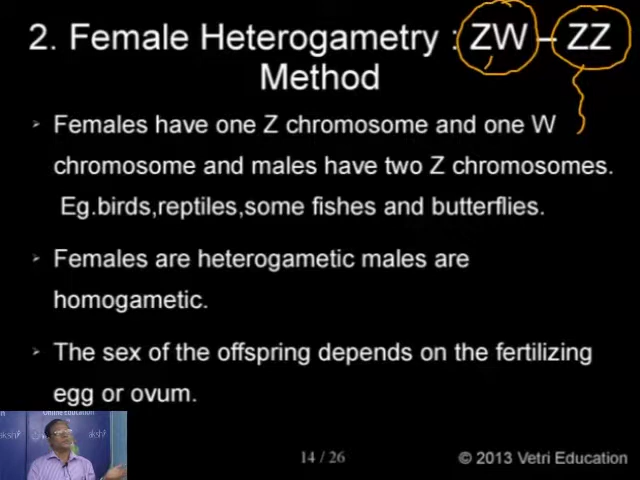 2. Female Heterogametry : ZW – ZZ
Method
Females have one Z chromosome and one W
chromosome and males have two Z chromosomes.
Eg.birds,reptiles,some fishes and butterflies.
Females are heterogametic males are
homogametic.
The sex of the offspring depends on the fertilizing
egg or ovum.
Online Education
14 / 26
© 2013 Vetri Education